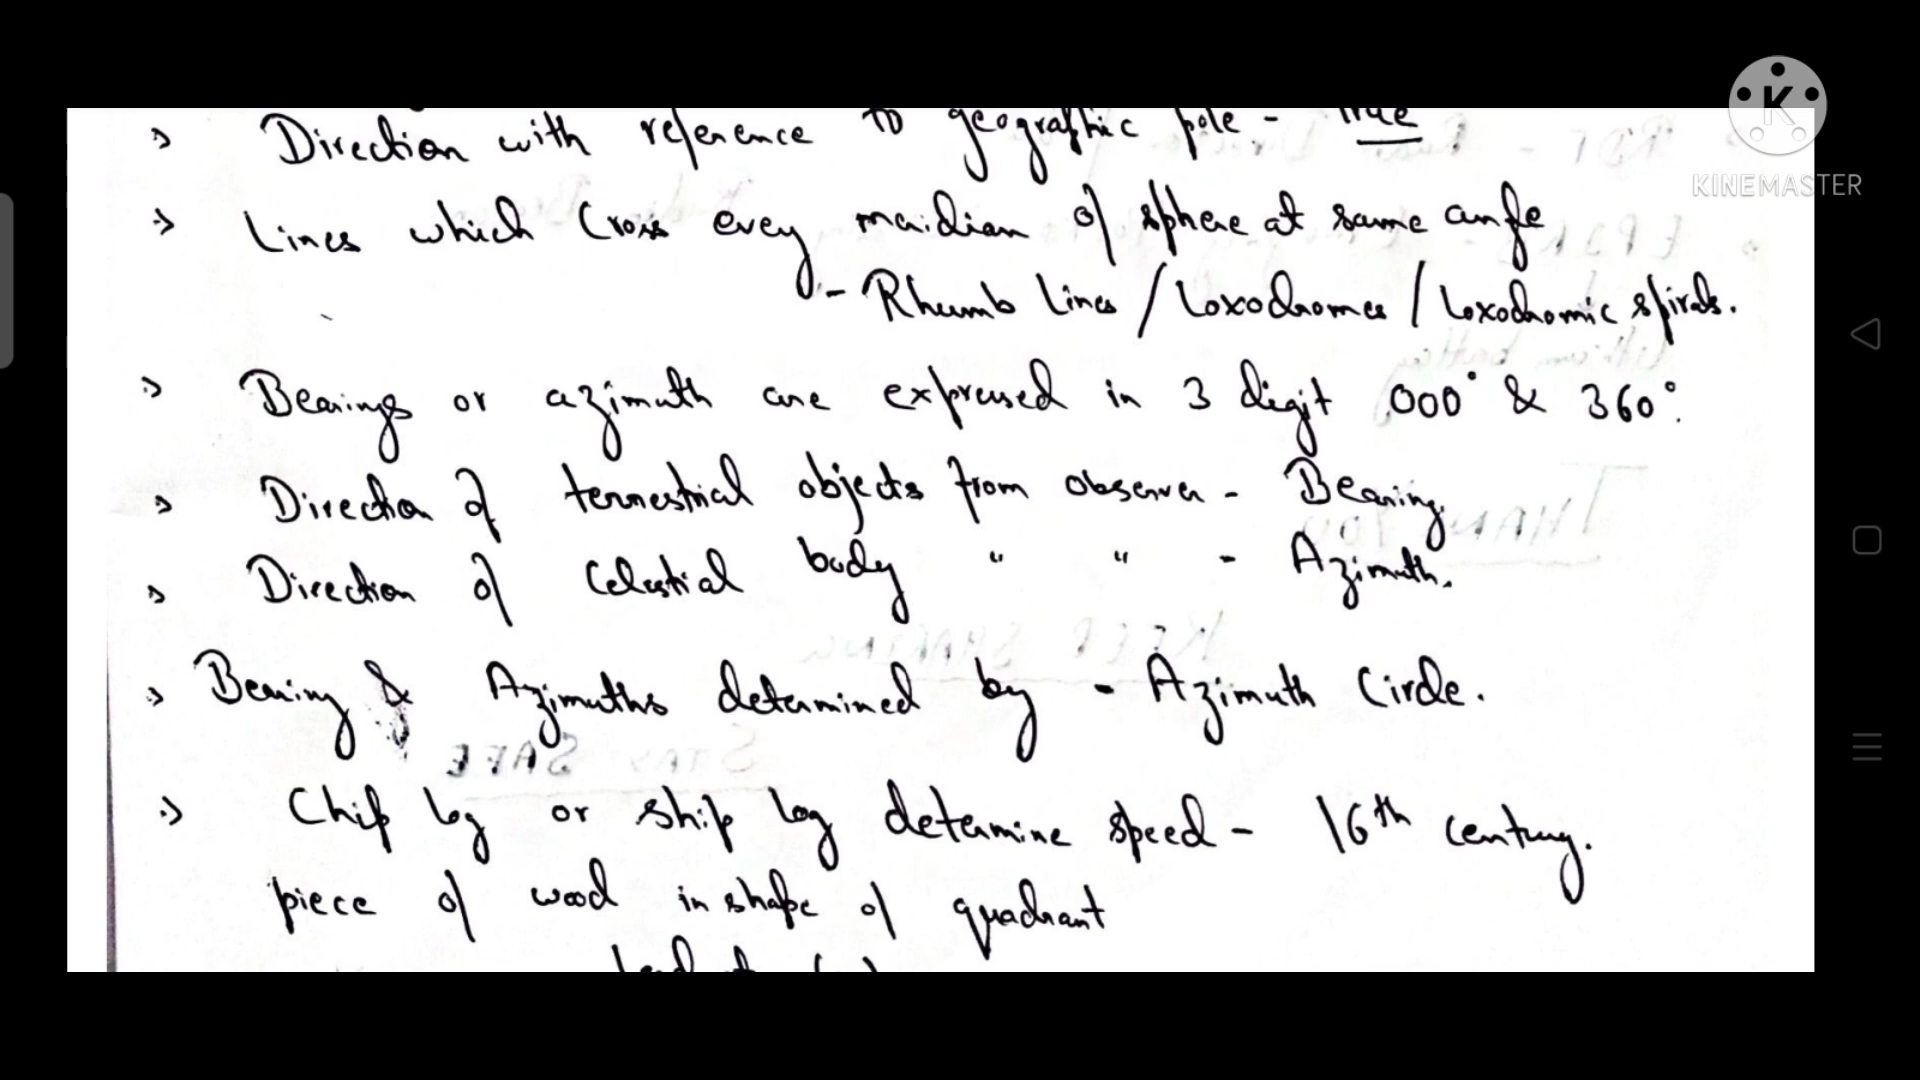 Direction with reference to geographic pole - True
Lines which cross every meridian of sphere at same angle
- Rhumb Lines / Loxodromes / Loxodromic spirals.
Bearings or azimuth are expressed in 3 digit 000° & 360°.
Direction of terrestrial objects from observer - Bearing.
Direction of Celestial body " " - Azimuth.
Bearing & Azimuths determined by - Azimuth Circle.
Chip log or ship log determine speed - 16th century.
piece of wood in shape of quadrant
KINEMASTER